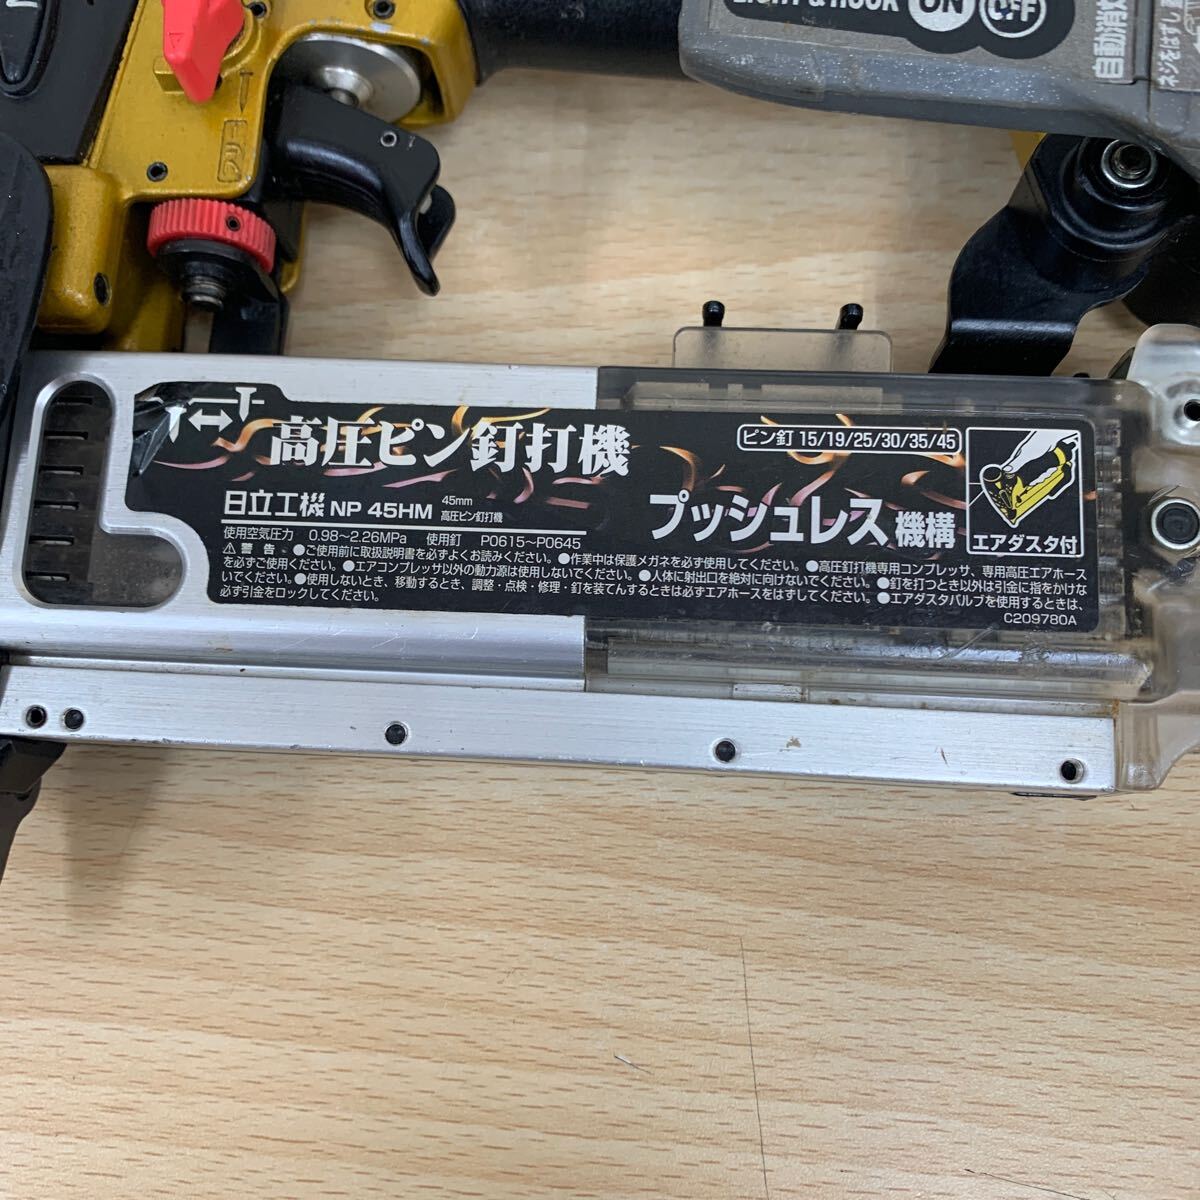 LIGHT & HOOK ON OFF
自動消灯
ネジをはずし
高圧ピン釘打機
ピン釘 15/19/25/30/35/45
日立工機 NP 45HM
45mm
高圧ピン釘打機
プッシュレス機構
エアダスタ付
使用空気圧力 0.98～2.26MPa 使用釘 P0615～P0645
⚠警告 ●ご使用前に取扱説明書を必ずよくお読みください。●作業中は保護メガネを必ず使用してください。●高圧釘打機専用コンプレッサ、専用高圧エアホース
を必ずご使用ください。●エアコンプレッサ以外の動力源は使用しないでください。●人体に射出口を絶対に向けないでください。●釘を打つとき以外は引金に指をかけな
いでください。●使用しないとき、移動するとき、調整・点検・修理・釘を装てんするときは必ずエアホースをはずしてください。●エアダスタバルブを使用するときは、
必ず引金をロックしてください。
C209780A